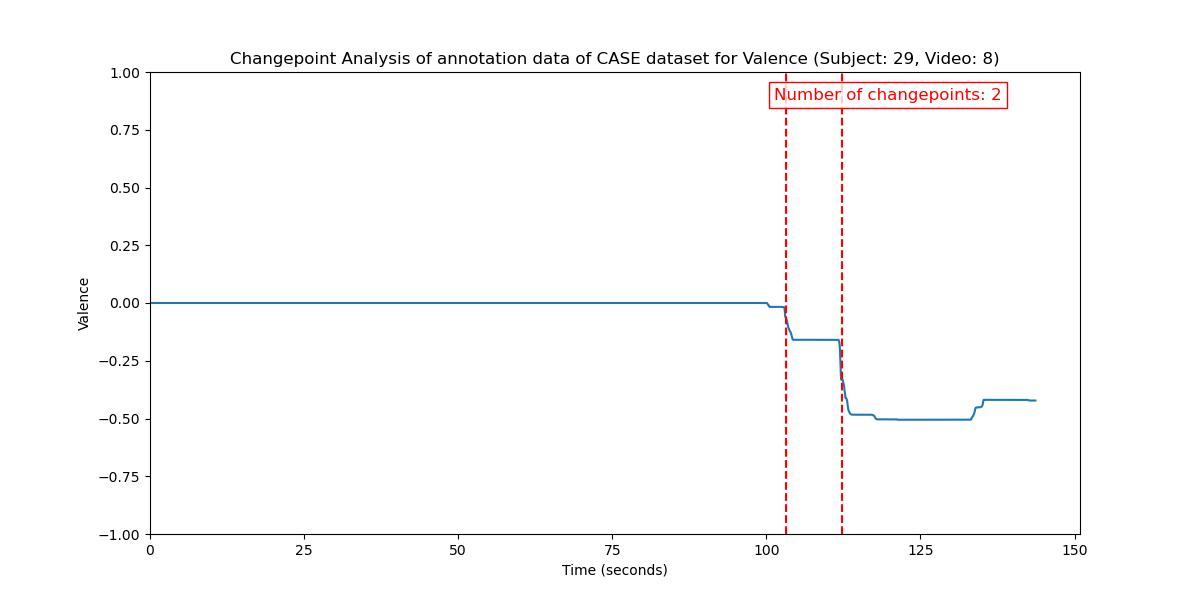 Changepoint Analysis of annotation data of CASE dataset for Valence (Subject: 29, Video: 8)
Number of changepoints: 2
Valence
1.00
0.75
0.50
0.25
0.00
−0.25
−0.50
−0.75
−1.00
0 25 50 75 100 125 150
Time (seconds)